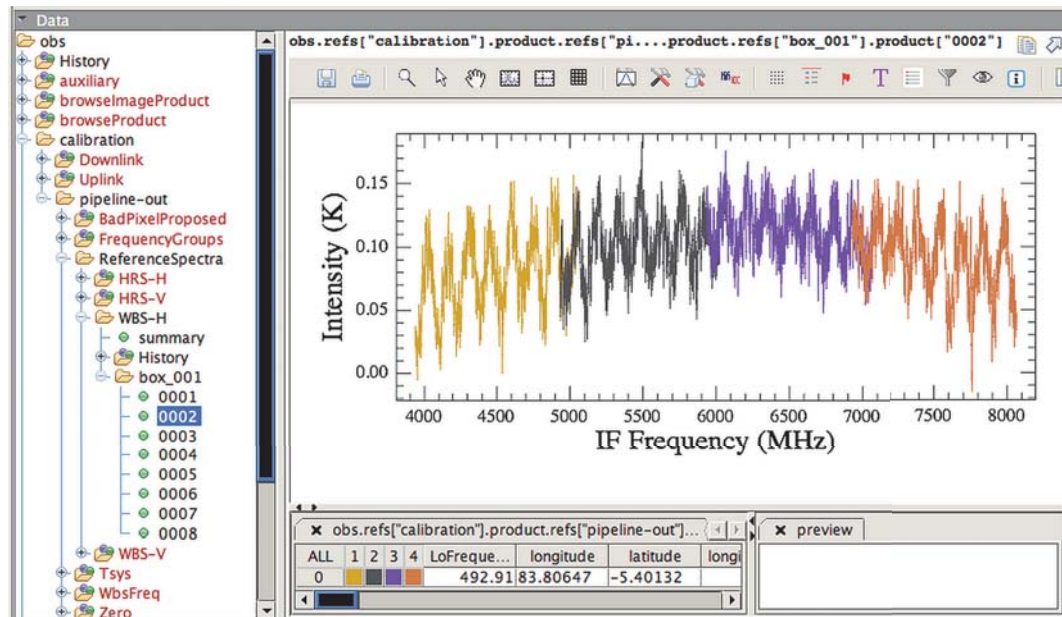 Data
obs
History
auxiliary
browseImageProduct
browseProduct
calibration
Downlink
Uplink
pipeline-out
BadPixelProposed
FrequencyGroups
ReferenceSpectra
HRS-H
HRS-V
WBS-H
summary
History
box_001
0001
0002
0003
0004
0005
0006
0007
0008
WBS-V
Tsys
WbsFreq
Zero
obs.refs["calibration"].product.refs["pi....product.refs["box_001"].product["0002"]
T
Intensity (K)
0.15
0.10
0.05
0.00
4000 4500 5000 5500 6000 6500 7000 7500 8000
IF Frequency (MHz)
obs.refs["calibration"].product.refs["pipeline-out"]...
ALL 1 2 3 4 LoFreque... longitude latitude longi
0 492.91 83.80647 -5.40132
preview